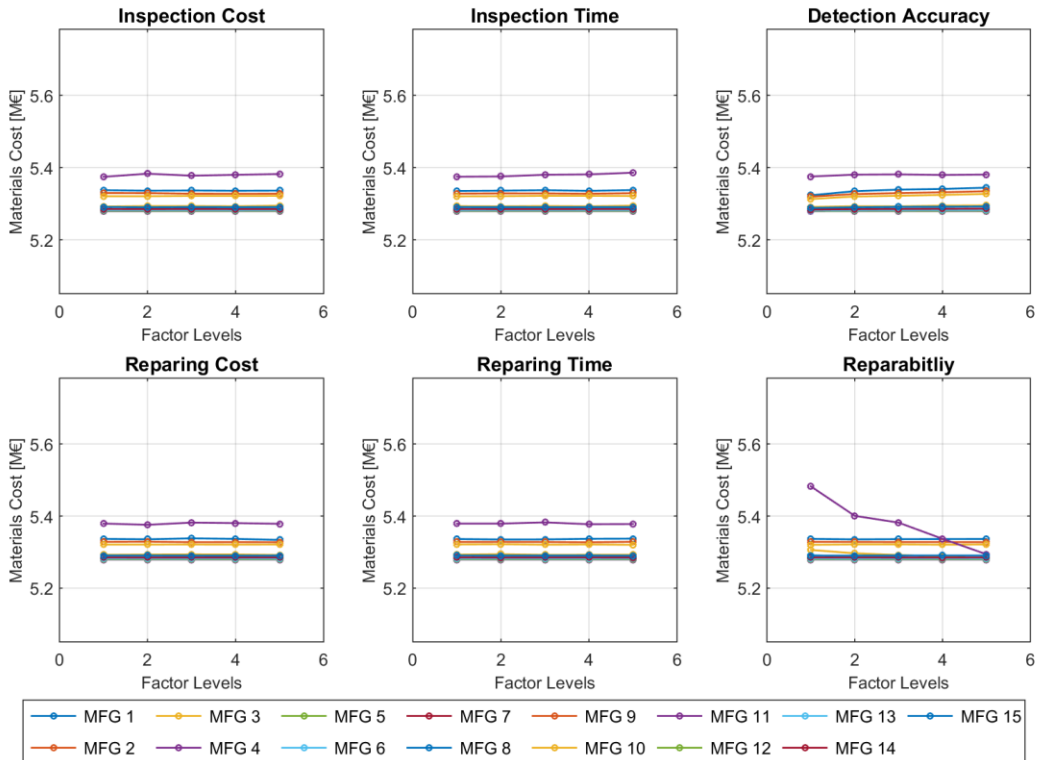 Inspection Cost
Materials Cost [M€]
5.6
5.4
5.2
0 2 4 6
Factor Levels
Inspection Time
Materials Cost [M€]
5.6
5.4
5.2
0 2 4 6
Factor Levels
Detection Accuracy
Materials Cost [M€]
5.6
5.4
5.2
0 2 4 6
Factor Levels
Reparing Cost
Materials Cost [M€]
5.6
5.4
5.2
0 2 4 6
Factor Levels
Reparing Time
Materials Cost [M€]
5.6
5.4
5.2
0 2 4 6
Factor Levels
Reparabitliy
Materials Cost [M€]
5.6
5.4
5.2
0 2 4 6
Factor Levels
MFG 1 MFG 3 MFG 5 MFG 7 MFG 9 MFG 11 MFG 13 MFG 15
MFG 2 MFG 4 MFG 6 MFG 8 MFG 10 MFG 12 MFG 14